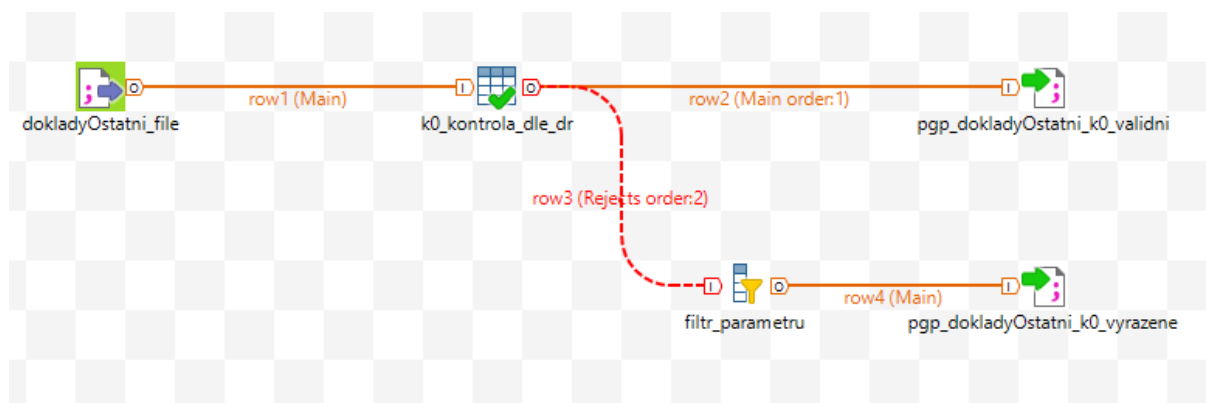 O
row1 (Main)
I
O
row2 (Main order:1)
I
dokladyOstatni_file
k0_kontrola_dle_dr
pgp_dokladyOstatni_k0_validni
row3 (Rejects order:2)
I
O
row4 (Main)
I
filtr_parametru
pgp_dokladyOstatni_k0_vyrazene